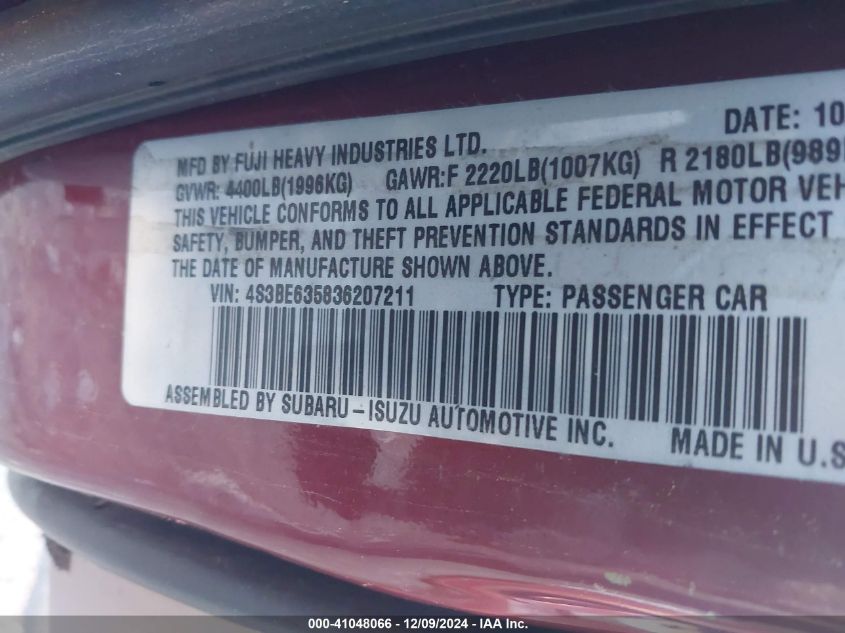 DATE: 10
MFD BY FUJI HEAVY INDUSTRIES LTD.
GVWR: 4400LB(1996KG) GAWR:F 2220LB(1007KG) R 2180LB(989
THIS VEHICLE CONFORMS TO ALL APPLICABLE FEDERAL MOTOR VEH
SAFETY, BUMPER, AND THEFT PREVENTION STANDARDS IN EFFECT
THE DATE OF MANUFACTURE SHOWN ABOVE.
VIN: 4S3BE635836207211 TYPE: PASSENGER CAR
ASSEMBLED BY SUBARU-ISUZU AUTOMOTIVE INC.
MADE IN U.S
000-41048066 - 12/09/2024 - IAAI.com.